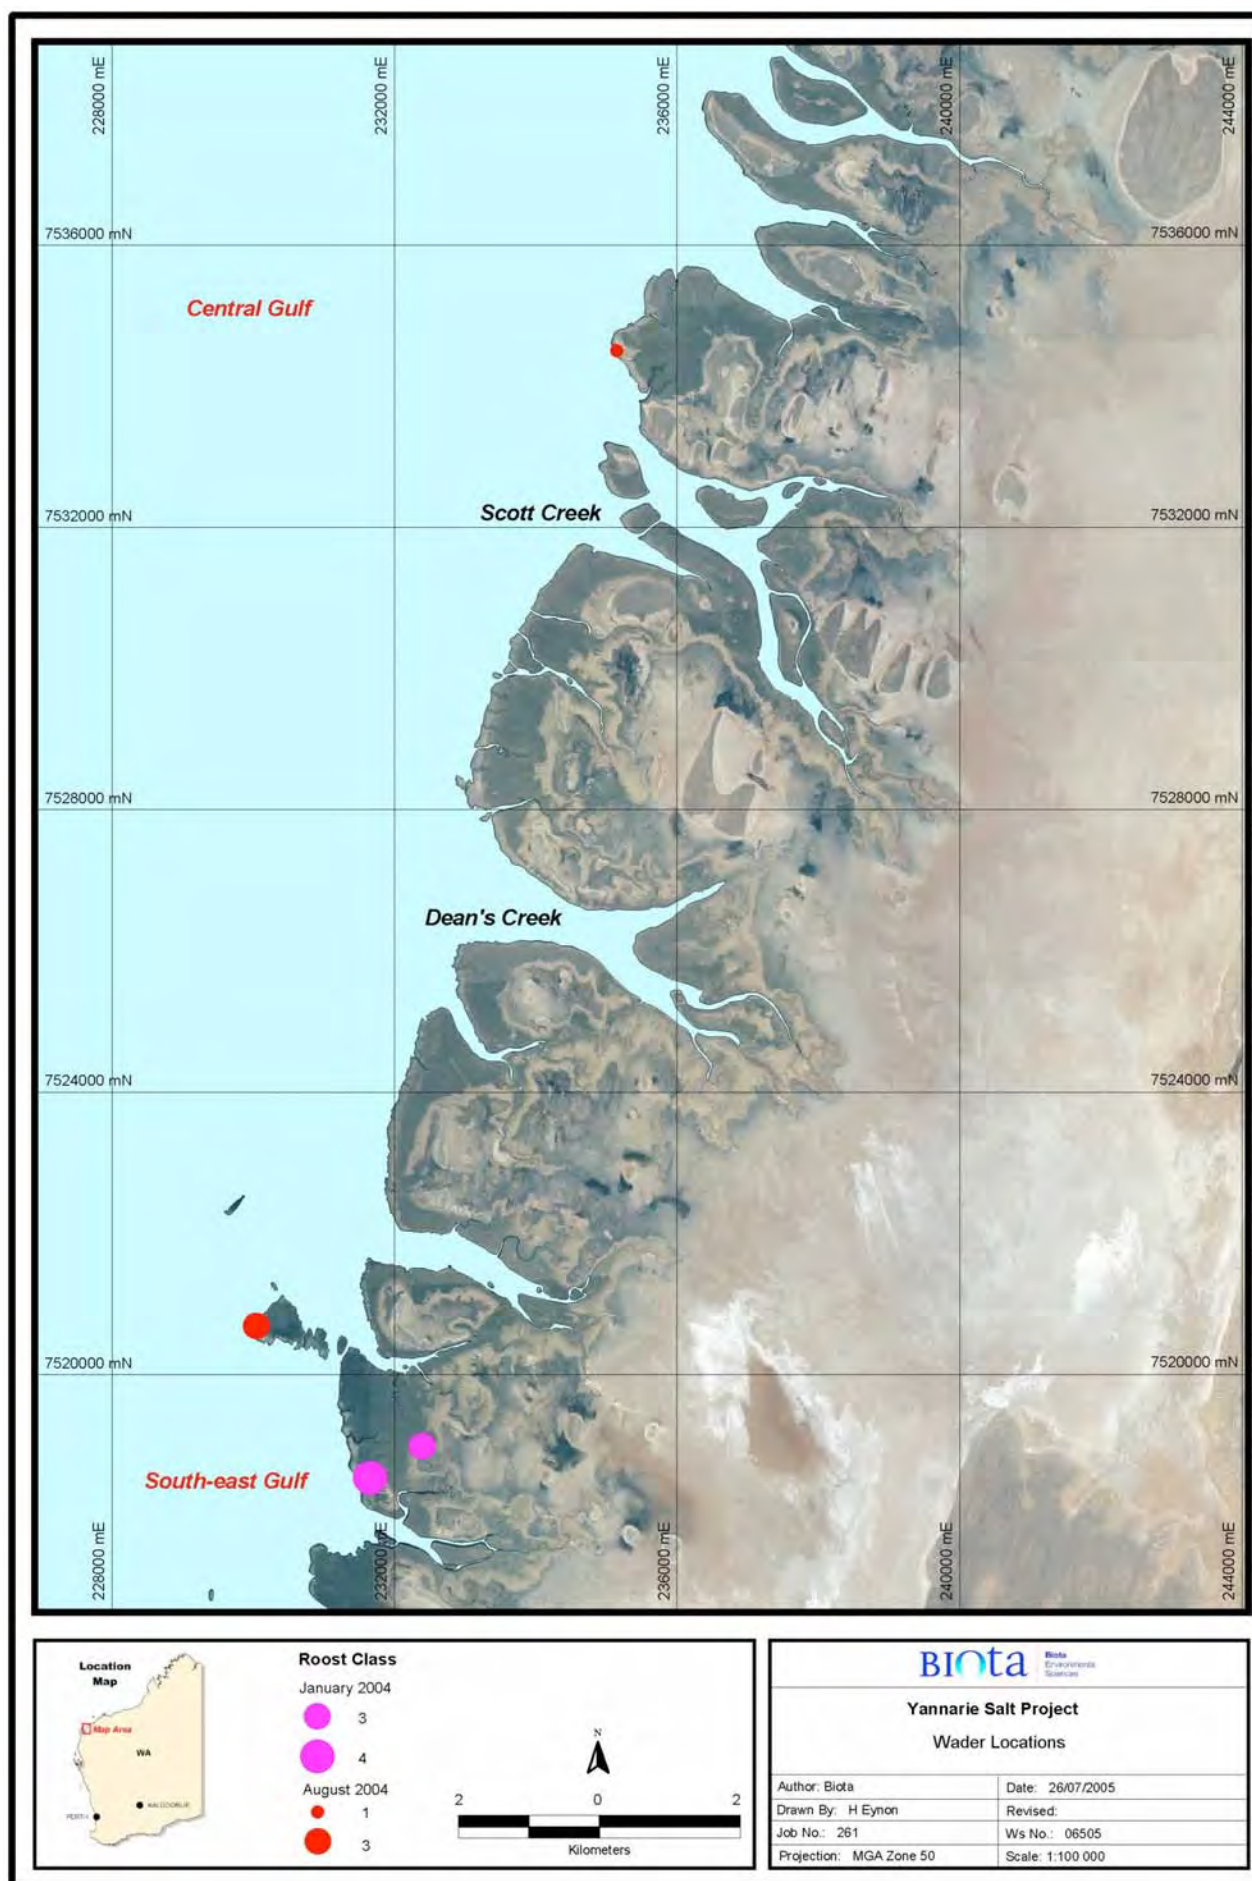 228000 mE
232000 mE
236000 mE
240000 mE
244000 mE
7536000 mN
7536000 mN
Central Gulf
Scott Creek
7532000 mN
7532000 mN
7528000 mN
7528000 mN
Dean's Creek
7524000 mN
7524000 mN
7520000 mN
7520000 mN
South-east Gulf
228000 mE
232000 mE
236000 mE
240000 mE
244000 mE
Location
Map
Map Area
WA
PERTH
KALGOORLIE
Roost Class
January 2004
3
4
August 2004
1
3
N
2 0 2
Kilometers
BIOta
Biota
Environmental
Sciences
Yannarie Salt Project
Wader Locations
Author: Biota
Date: 26/07/2005
Drawn By: H Eynon
Revised:
Job No.: 261
Ws No.: 06505
Projection: MGA Zone 50
Scale: 1:100 000